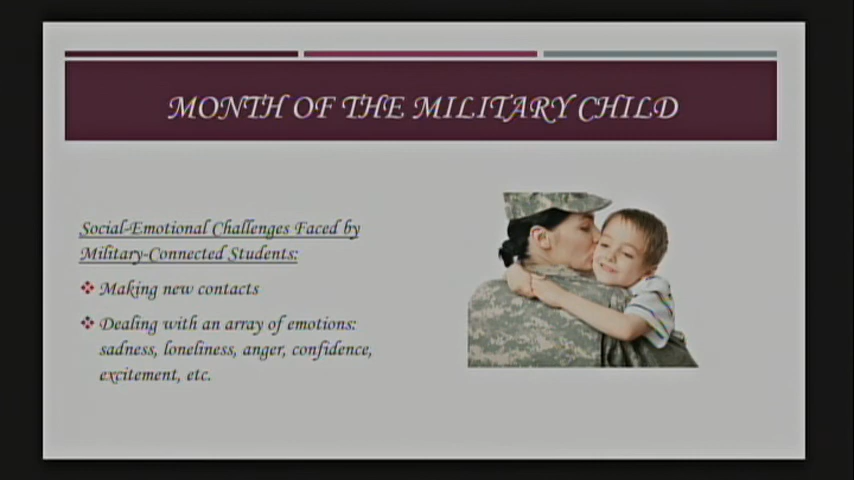 MONTH OF THE MILITARY CHILD
Social-Emotional Challenges Faced by
Military-Connected Students:
Making new contacts
Dealing with an array of emotions:
sadness, loneliness, anger, confidence,
excitement, etc.